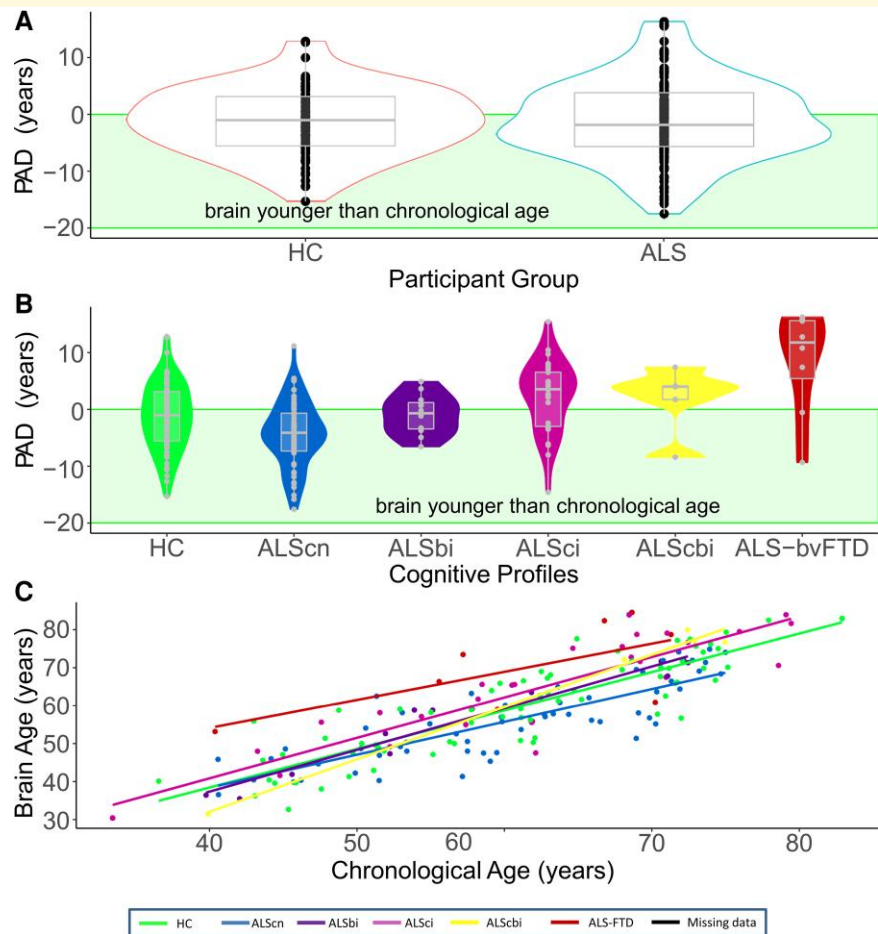 A
PAD (years)
10
0
−10
−20
brain younger than chronological age
HC ALS
Participant Group
B
PAD (years)
10
0
−10
−20
brain younger than chronological age
HC ALScn ALSbi ALSci ALScbi ALS−bvFTD
Cognitive Profiles
C
Brain Age (years)
80
70
60
50
40
30
40 50 60 70 80
Chronological Age (years)
HC ALScn ALSbi ALSci ALScbi ALS-FTD Missing data